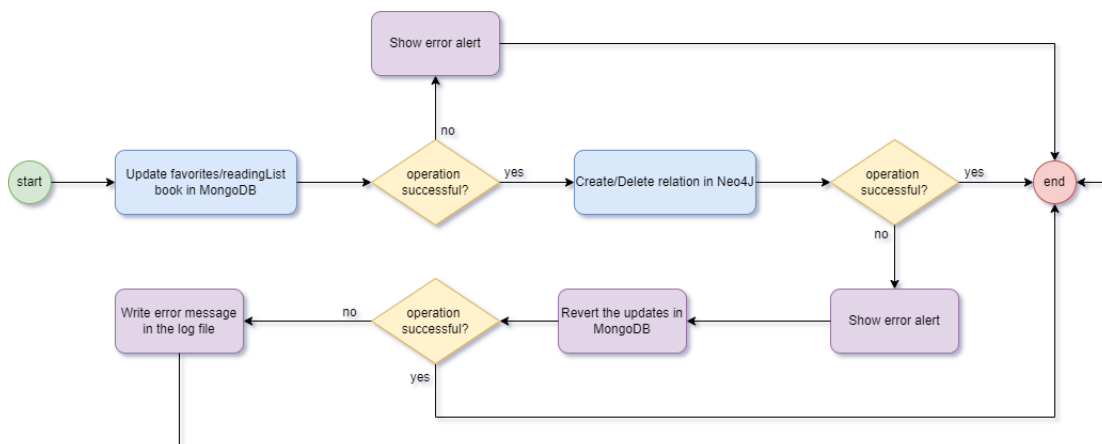 Show error alert
no
start
Update favorites/readingList
book in MongoDB
operation
successful?
yes
Create/Delete relation in Neo4J
operation
successful?
yes
end
no
Write error message
in the log file
no
operation
successful?
Revert the updates in
MongoDB
Show error alert
yes